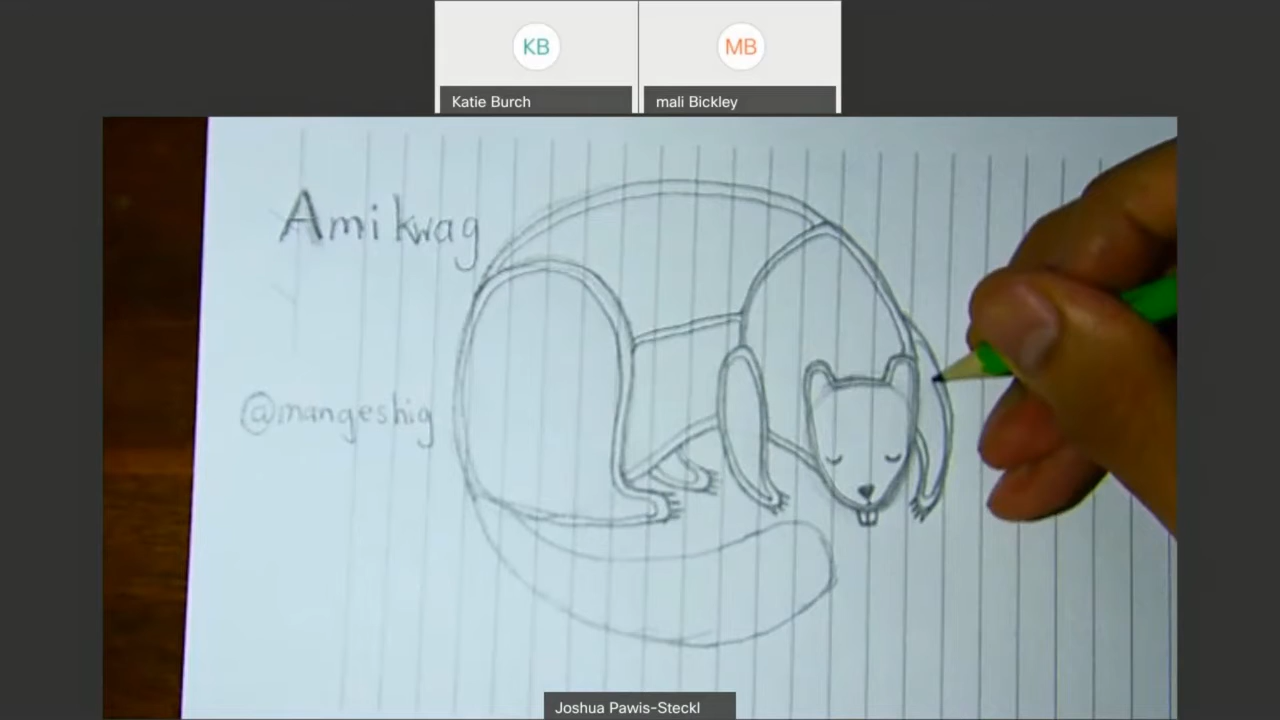 KB
MB
Katie Burch
mali Bickley
Amikwag
@mangeshig
Joshua Pawis-Steckl